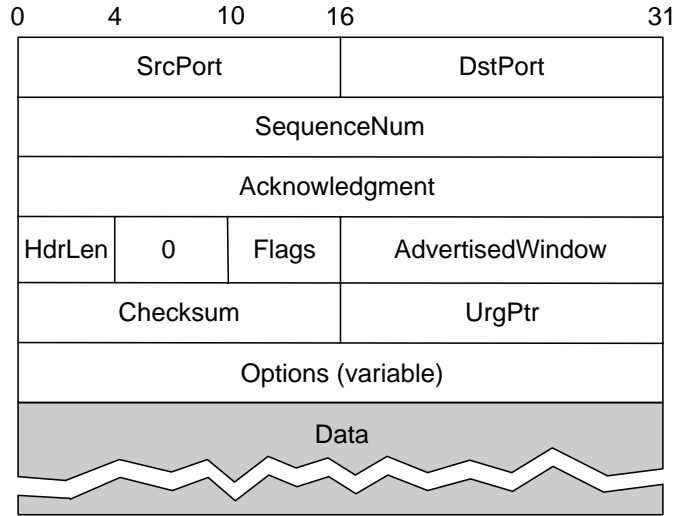 0 4 10 16 31
SrcPort DstPort
SequenceNum
Acknowledgment
HdrLen 0 Flags AdvertisedWindow
Checksum UrgPtr
Options (variable)
Data